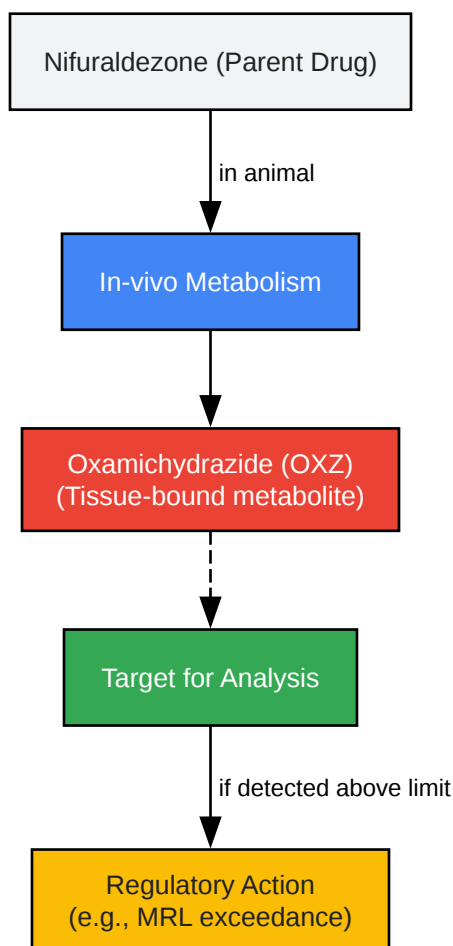 Nifuraldezone (Parent Drug)
in animal
In-vivo Metabolism
Oxamichydrazide (OXZ)
(Tissue-bound metabolite)
Target for Analysis
if detected above limit
Regulatory Action
(e.g., MRL exceedance)